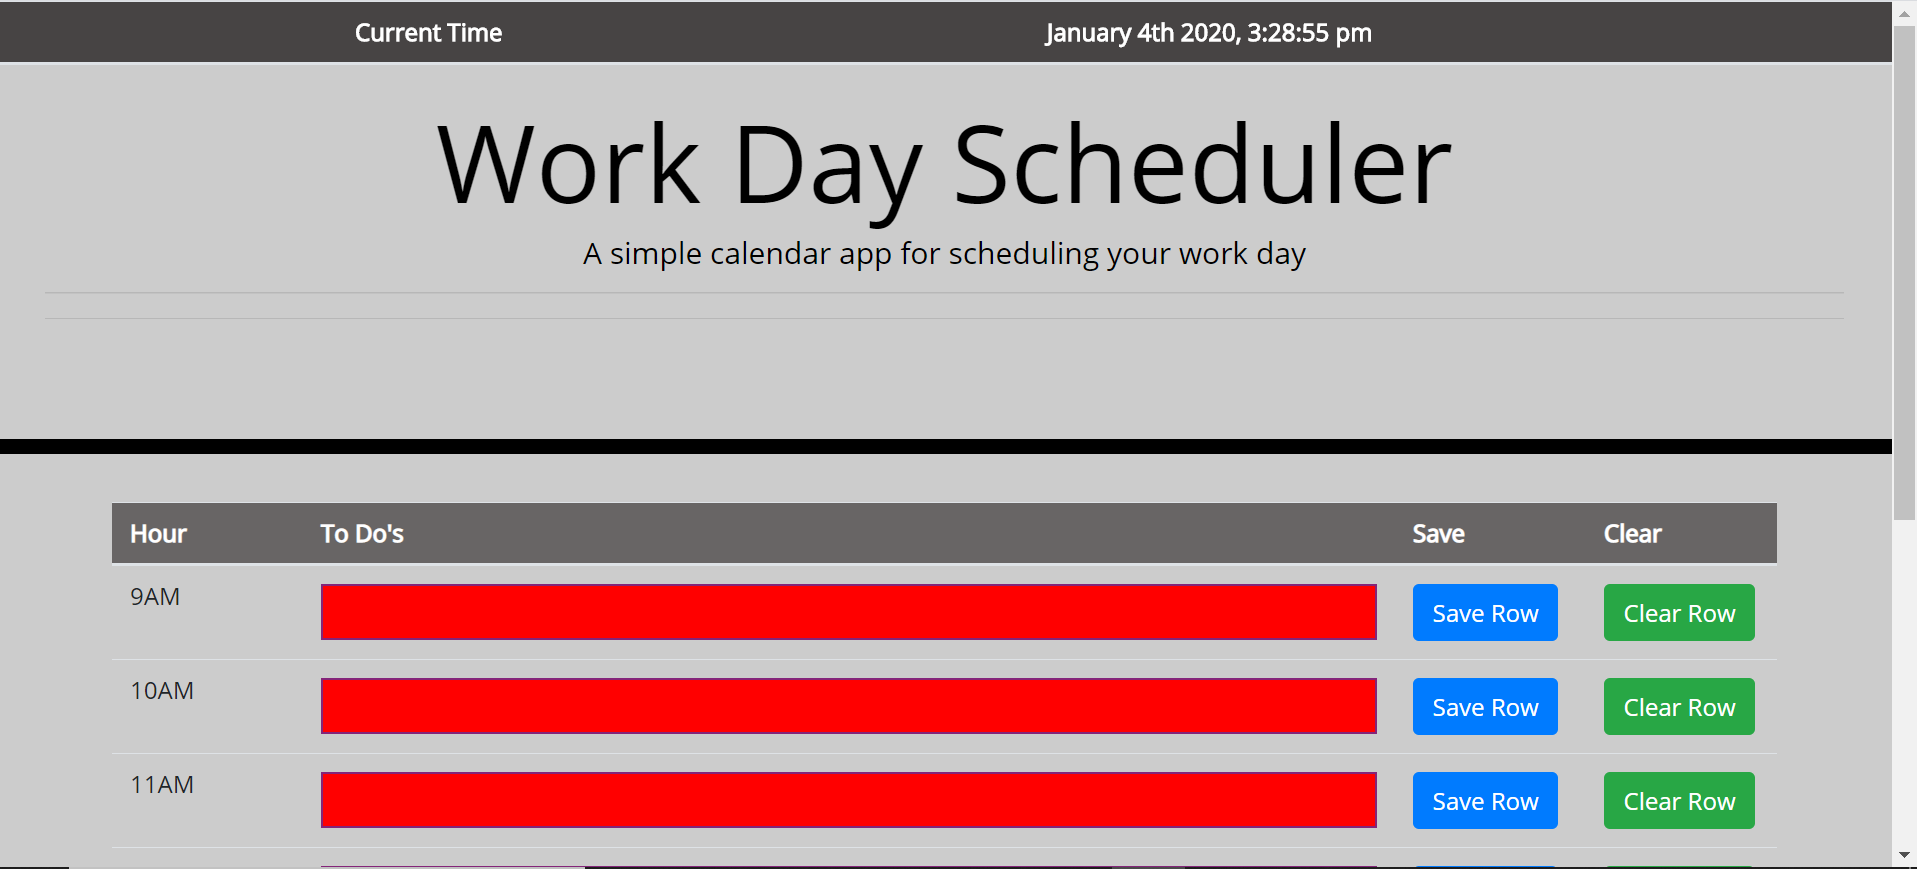 Current Time January 4th 2020, 3:28:55 pm
Work Day Scheduler
A simple calendar app for scheduling your work day
Hour To Do's Save Clear
9AM Save Row Clear Row
10AM Save Row Clear Row
11AM Save Row Clear Row